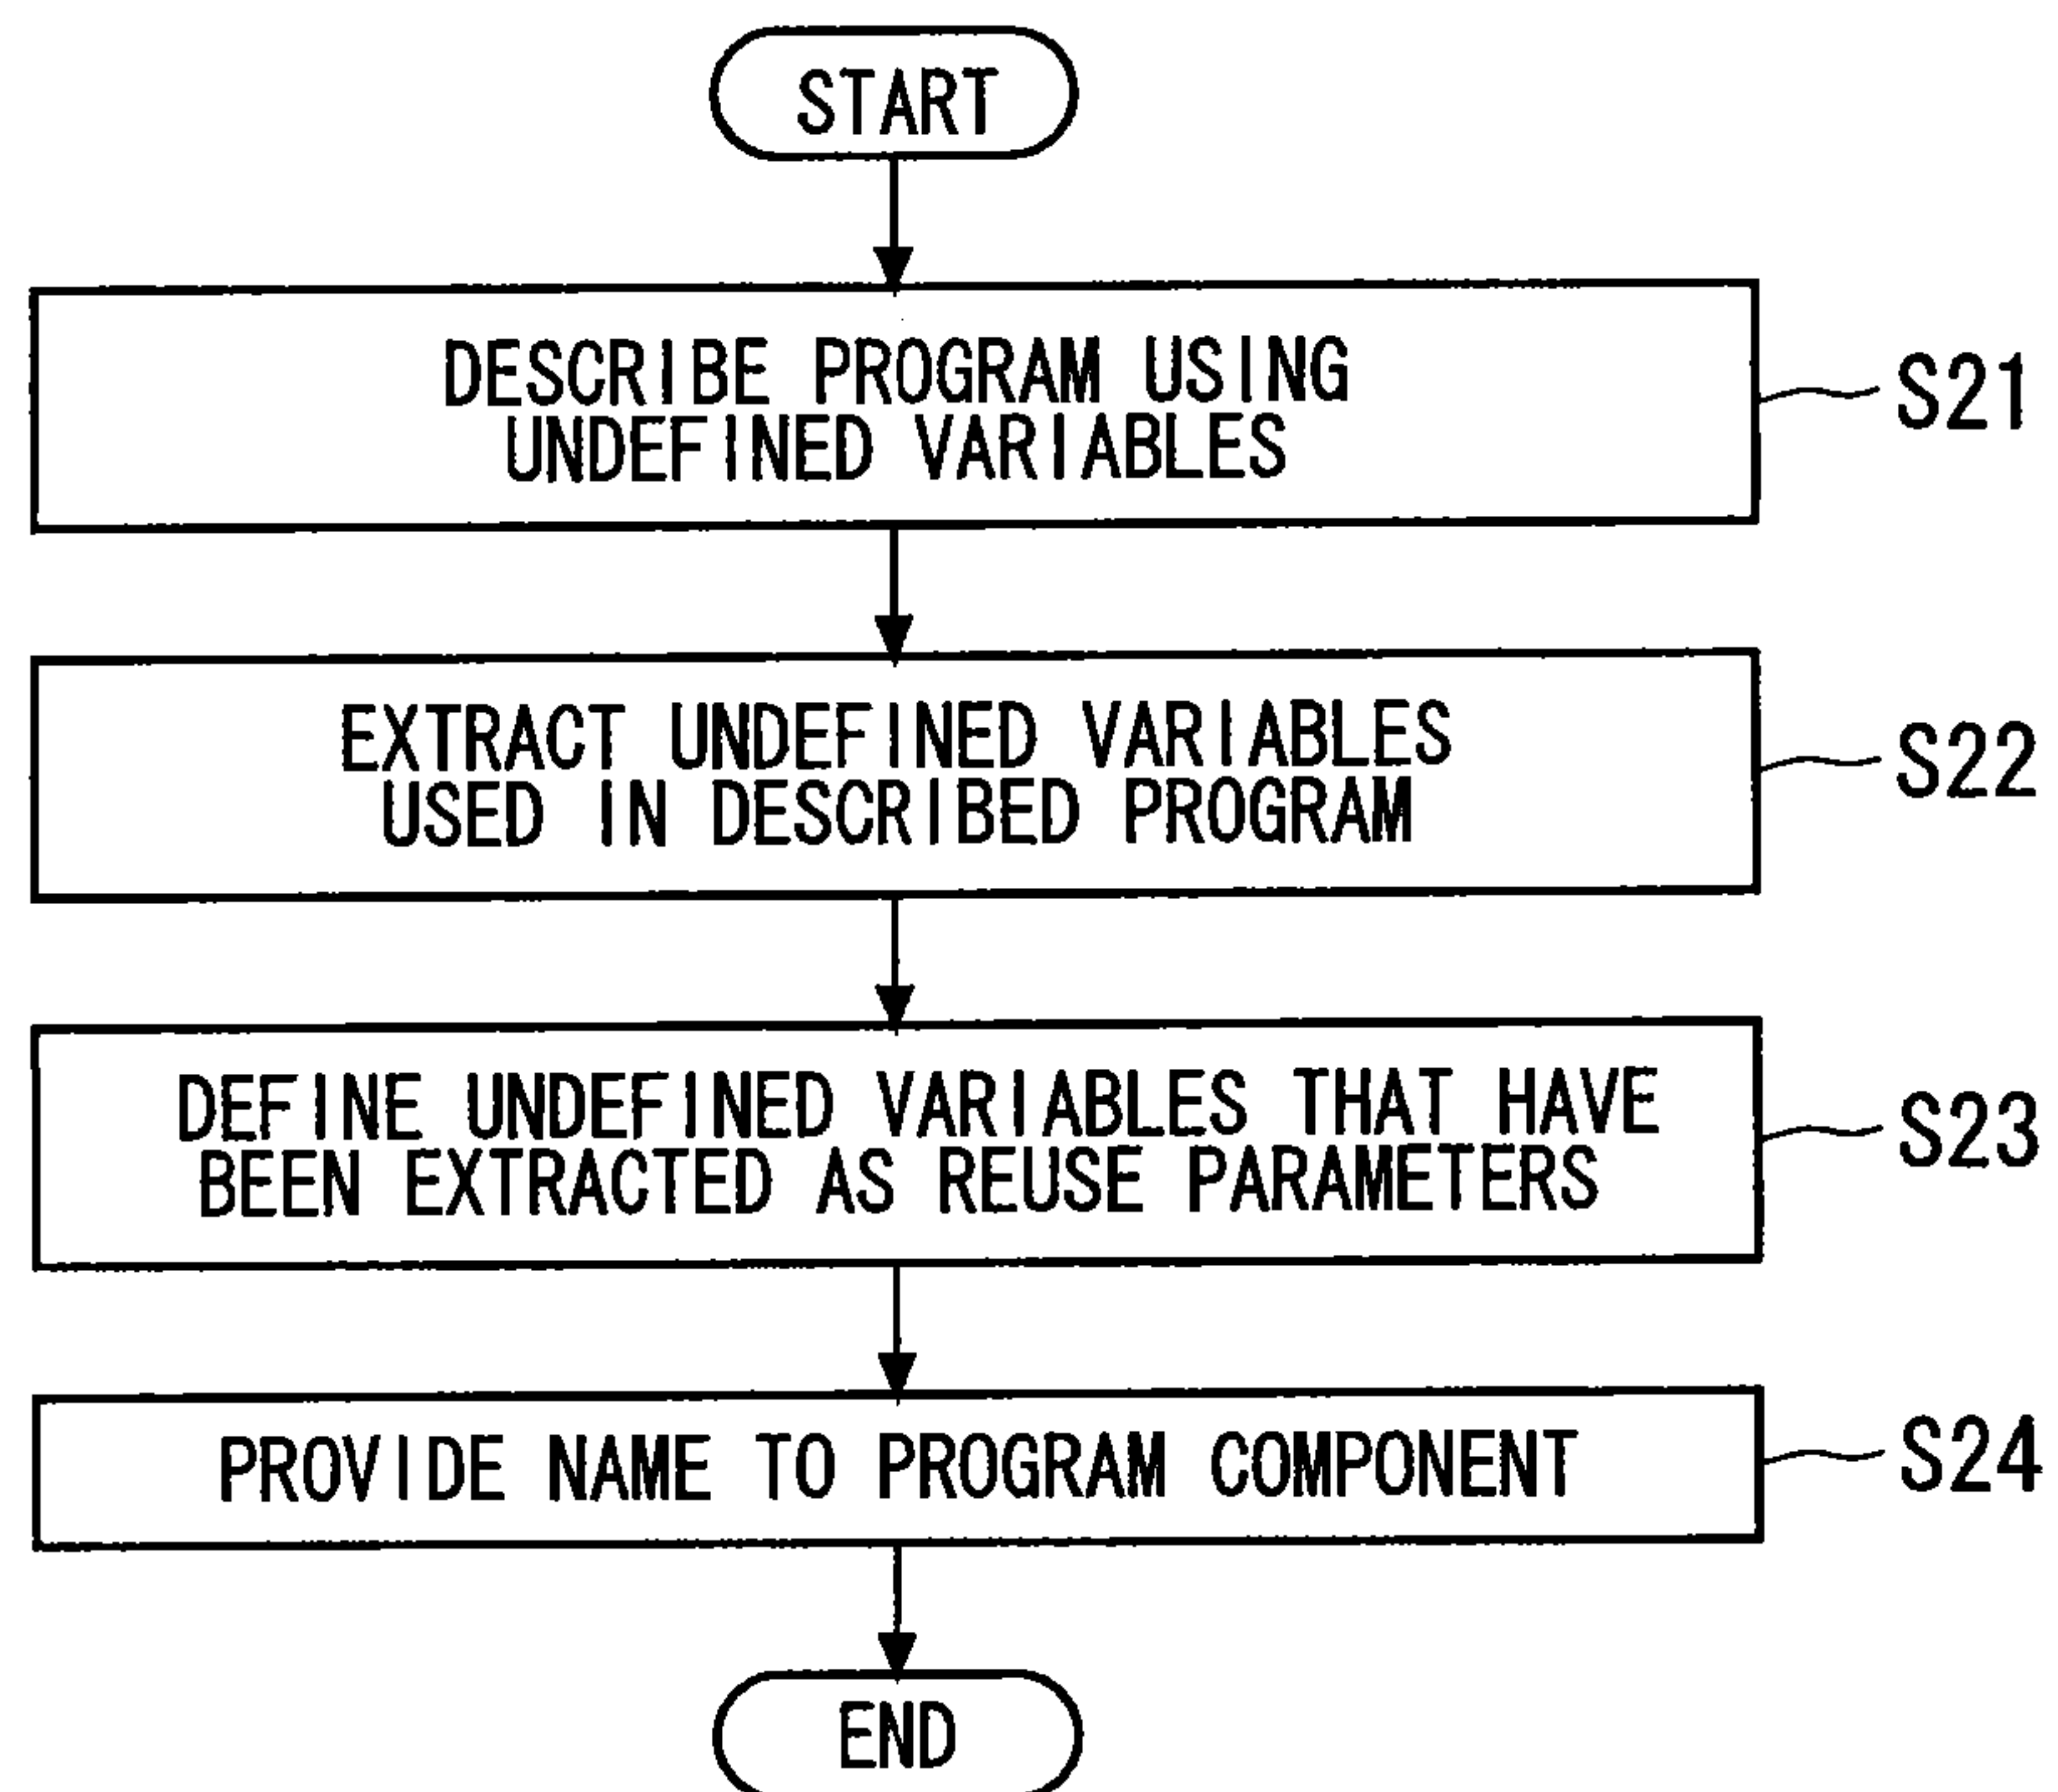 START
DESCRIBE PROGRAM USING
UNDEFINED VARIABLES
S21
EXTRACT UNDEFINED VARIABLES
USED IN DESCRIBED PROGRAM
S22
DEFINE UNDEFINED VARIABLES THAT HAVE
BEEN EXTRACTED AS REUSE PARAMETERS
S23
PROVIDE NAME TO PROGRAM COMPONENT
S24
END